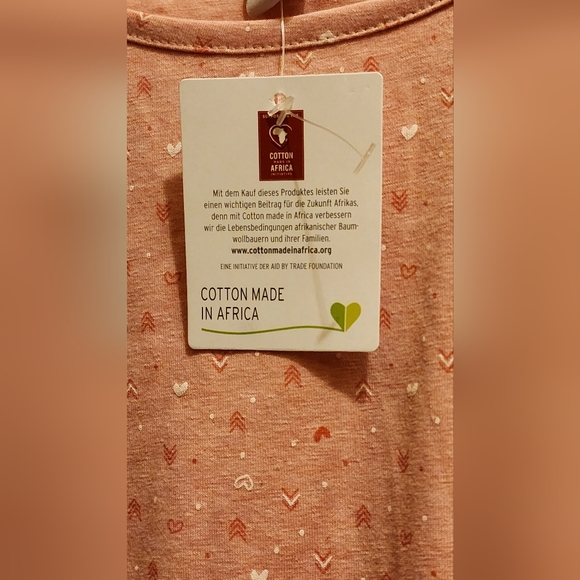 COTTON
MADE IN
AFRICA
INITIATIVE
Mit dem Kauf dieses Produktes leisten Sie
einen wichtigen Beitrag für die Zukunft Afrikas,
denn mit Cotton made in Africa verbessern
wir die Lebensbedingungen afrikanischer Baum-
wollbauern und ihrer Familien.
www.cottonmadeinafrica.org
EINE INITIATIVE DER AID BY TRADE FOUNDATION
COTTON MADE
IN AFRICA